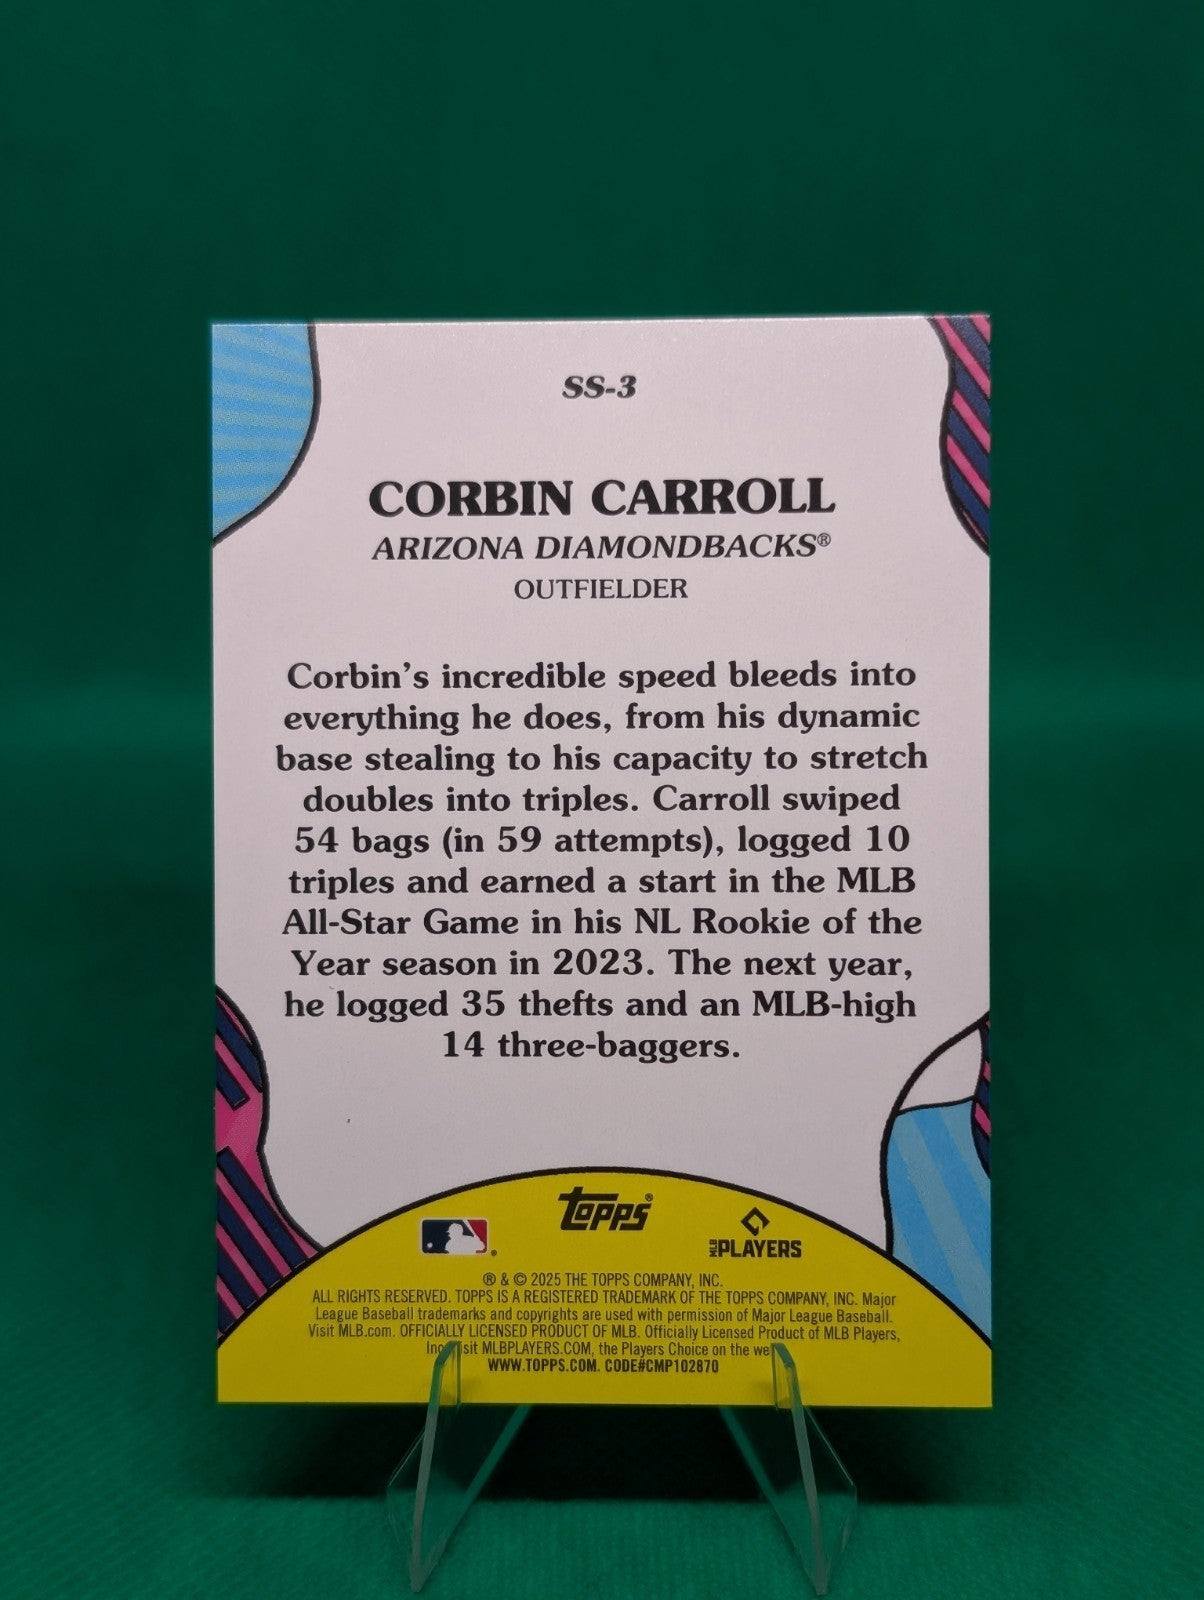 SS-3
CORBIN CARROLL
ARIZONA DIAMONDBACKS®
OUTFIELDER
Corbin's incredible speed bleeds into
everything he does, from his dynamic
base stealing to his capacity to stretch
doubles into triples. Carroll swiped
54 bags (in 59 attempts), logged 10
triples and earned a start in the MLB
All-Star Game in his NL Rookie of the
Year season in 2023. The next year,
he logged 35 thefts and an MLB-high
14 three-baggers.
Topps®
®
MLB PLAYERS
® & © 2025 THE TOPPS COMPANY, INC.
ALL RIGHTS RESERVED. TOPPS IS A REGISTERED TRADEMARK OF THE TOPPS COMPANY, INC. Major
League Baseball trademarks and copyrights are used with permission of Major League Baseball.
Visit MLB.com. OFFICIALLY LICENSED PRODUCT OF MLB. Officially Licensed Product of MLB Players,
MLBPLAYERS.COM, the Players Choice on the
WWW.TOPPS.COM. CODE#CMP102870